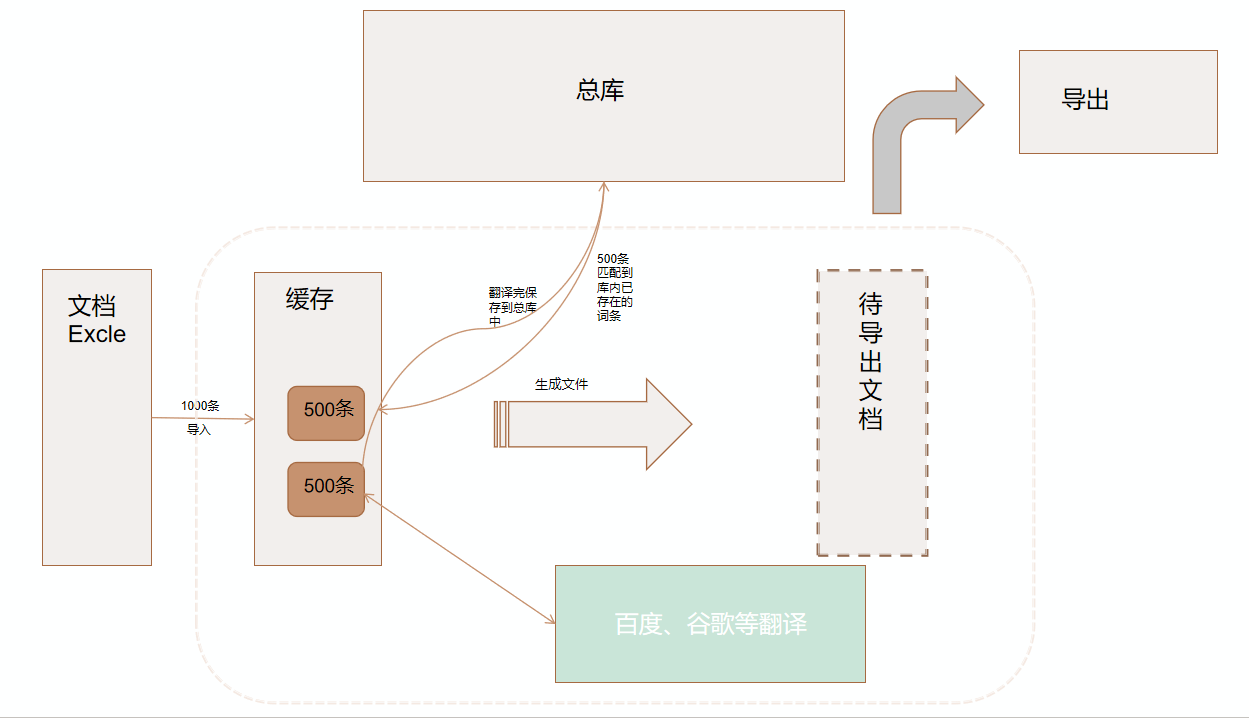 总库
导出
文档
Excle
1000条
导入
缓存
500条
500条
翻译完保
存到总库
中
500条
匹配到
库内已
存在的
词条
生成文件
待
导
出
文
档
百度、谷歌等翻译